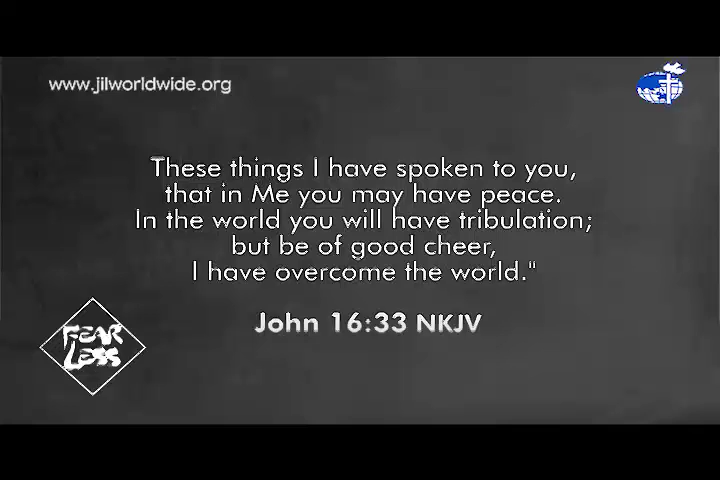 www.jilworldwide.org
These things I have spoken to you,
that in Me you may have peace.
In the world you will have tribulation;
but be of good cheer,
I have overcome the world."
John 16:33 NKJV
FEAR
LESS